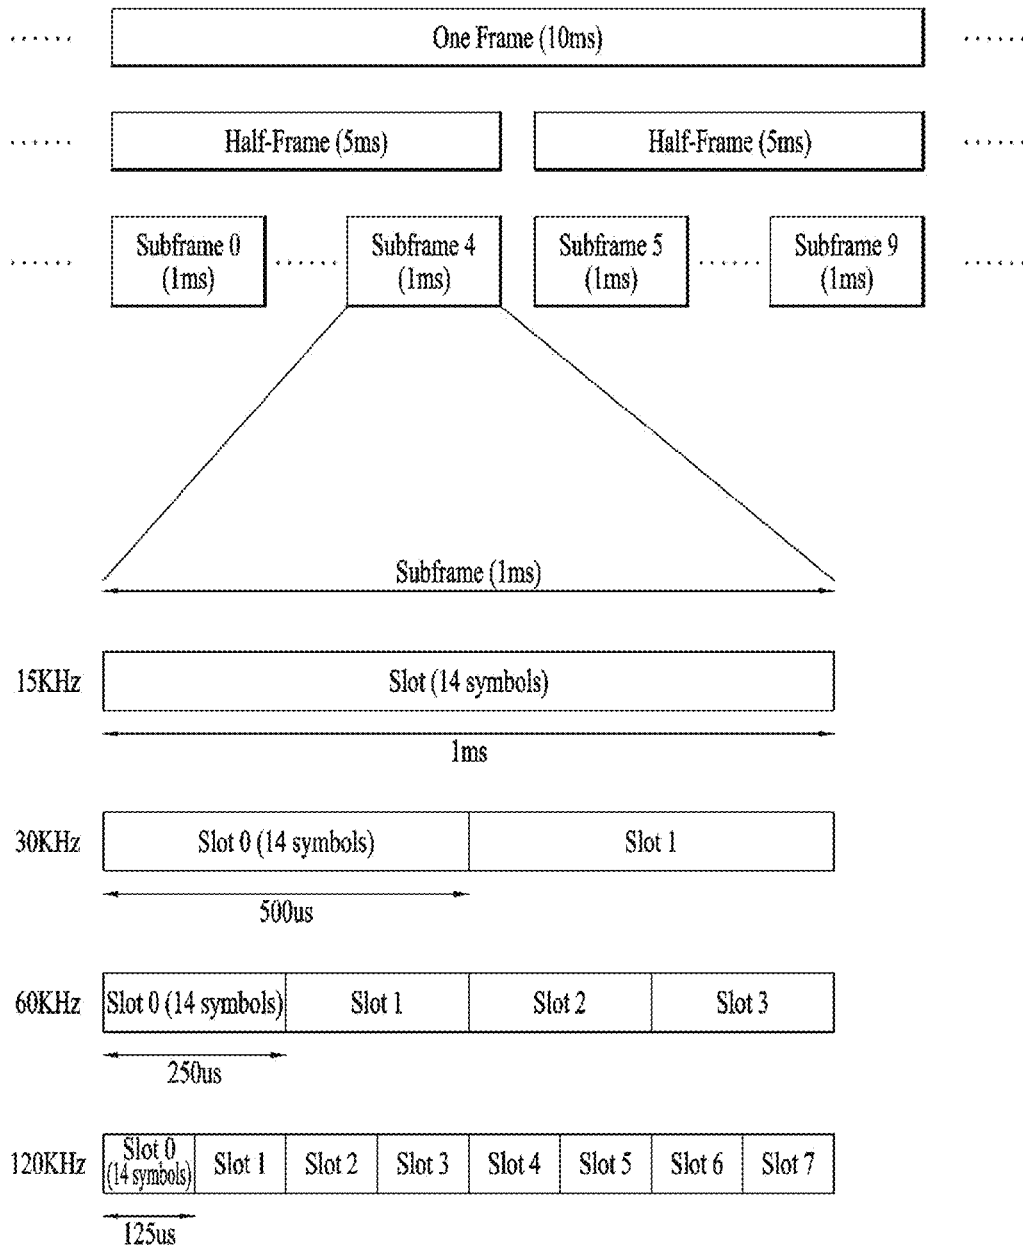 One Frame (10ms)
Half-Frame (5ms)
Half-Frame (5ms)
Subframe 0
(1ms)
Subframe 4
(1ms)
Subframe 5
(1ms)
Subframe 9
(1ms)
Subframe (1ms)
15KHz
Slot (14 symbols)
1ms
30KHz
Slot 0 (14 symbols)
Slot 1
500us
60KHz
Slot 0 (14 symbols)
Slot 1
Slot 2
Slot 3
250us
120KHz
Slot 0
(14 symbols)
Slot 1
Slot 2
Slot 3
Slot 4
Slot 5
Slot 6
Slot 7
125us